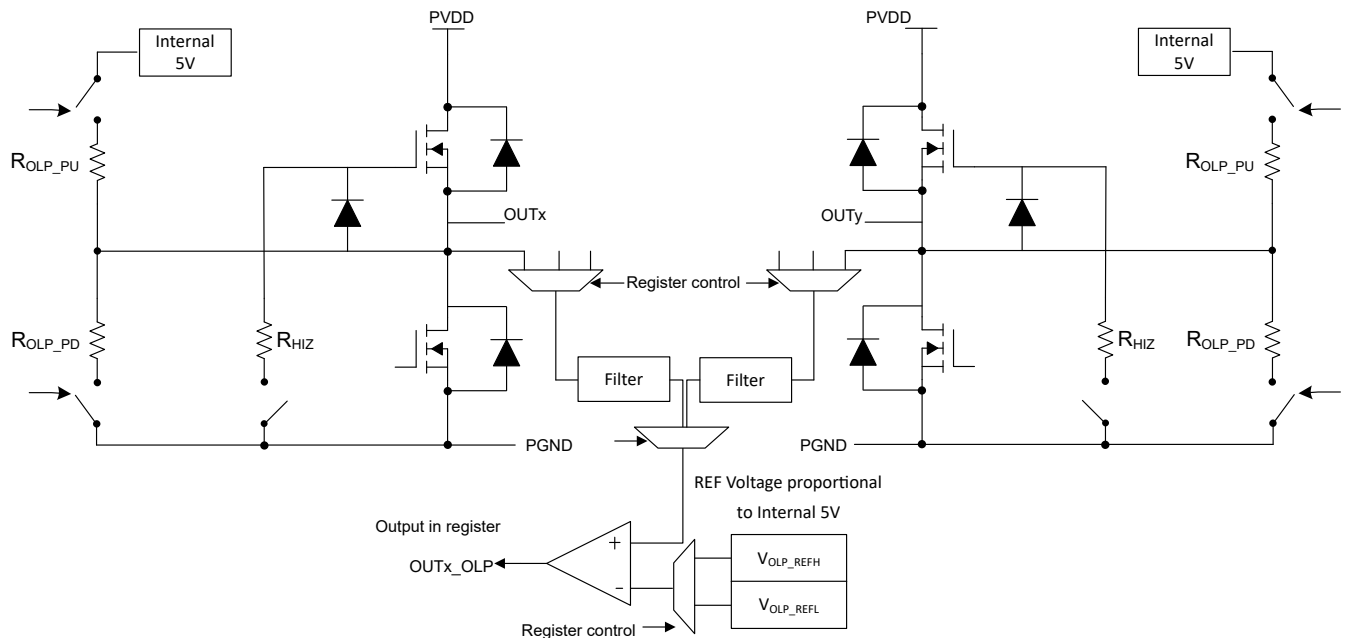 PVDD
PVDD
Internal
5V
Internal
5V
ROLP_PU
ROLP_PU
OUTx
OUTy
Register control
ROLP_PD
RHIZ
RHIZ
ROLP_PD
Filter
Filter
PGND
PGND
REF Voltage proportional
to Internal 5V
Output in register
OUTx_OLP
+
-
VOLP_REFH
VOLP_REFL
Register control